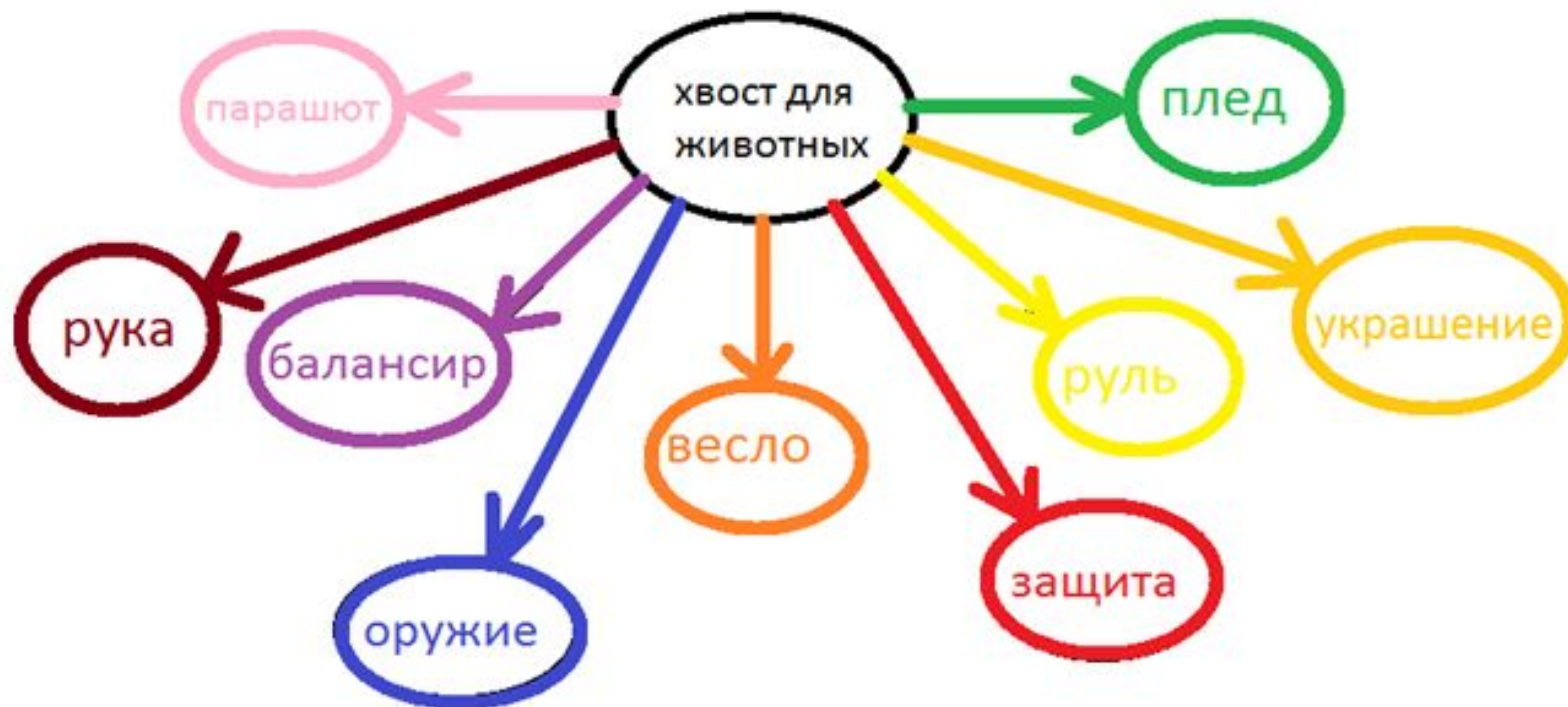 хвост для
животных
парашют
плед
рука
балансир
украшение
руль
весло
защита
оружие